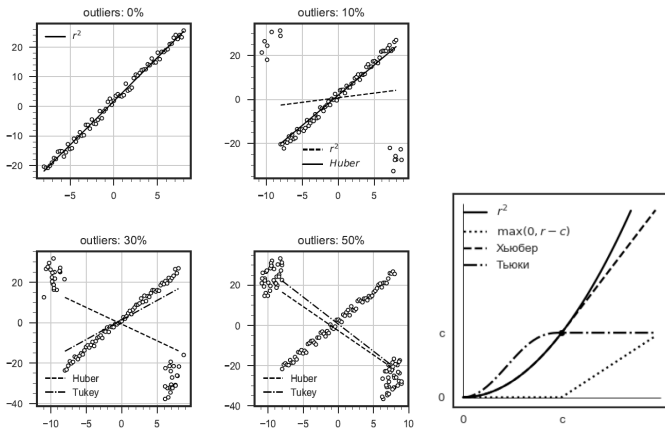 outliers: 0%
r²
20
10
0
−10
−20
−5
0
5
outliers: 10%
20
0
−20
r²
Huber
−10
−5
0
5
outliers: 30%
20
0
−20
−40
Huber
Tukey
−10
−5
0
5
outliers: 50%
20
0
−20
−40
Huber
Tukey
−10
−5
0
5
10
r²
max(0, r − c)
Хьюбер
Тьюки
c
0
0
c